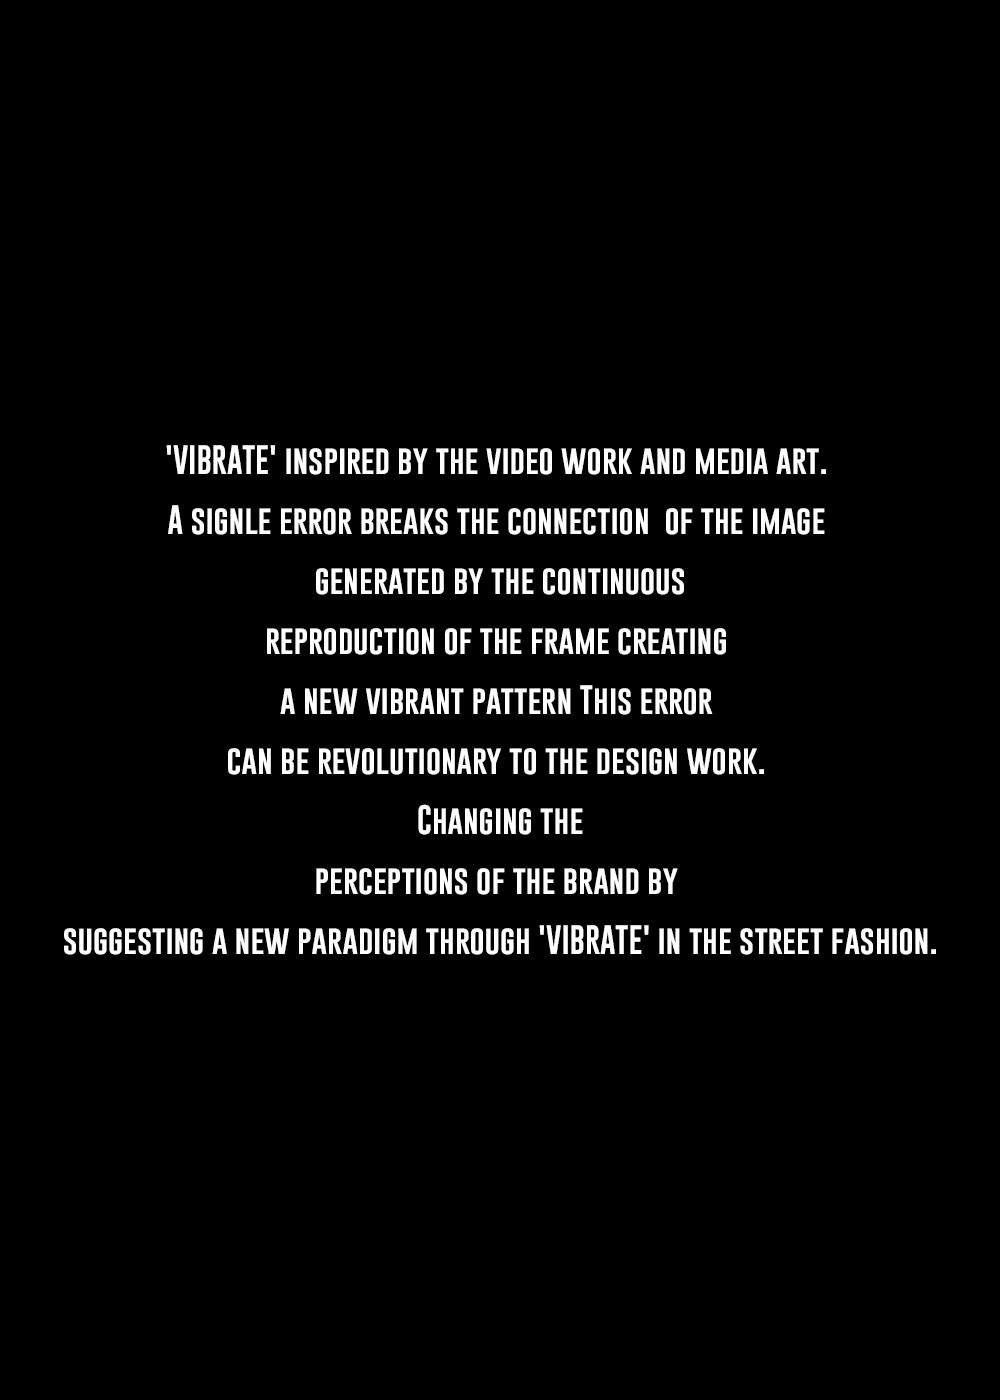 'VIBRATE' INSPIRED BY THE VIDEO WORK AND MEDIA ART.
A SIGNLE ERROR BREAKS THE CONNECTION  OF THE IMAGE
GENERATED BY THE CONTINUOUS
REPRODUCTION OF THE FRAME CREATING
A NEW VIBRANT PATTERN THIS ERROR
CAN BE REVOLUTIONARY TO THE DESIGN WORK.
CHANGING THE
PERCEPTIONS OF THE BRAND BY
SUGGESTING A NEW PARADIGM THROUGH 'VIBRATE' IN THE STREET FASHION.